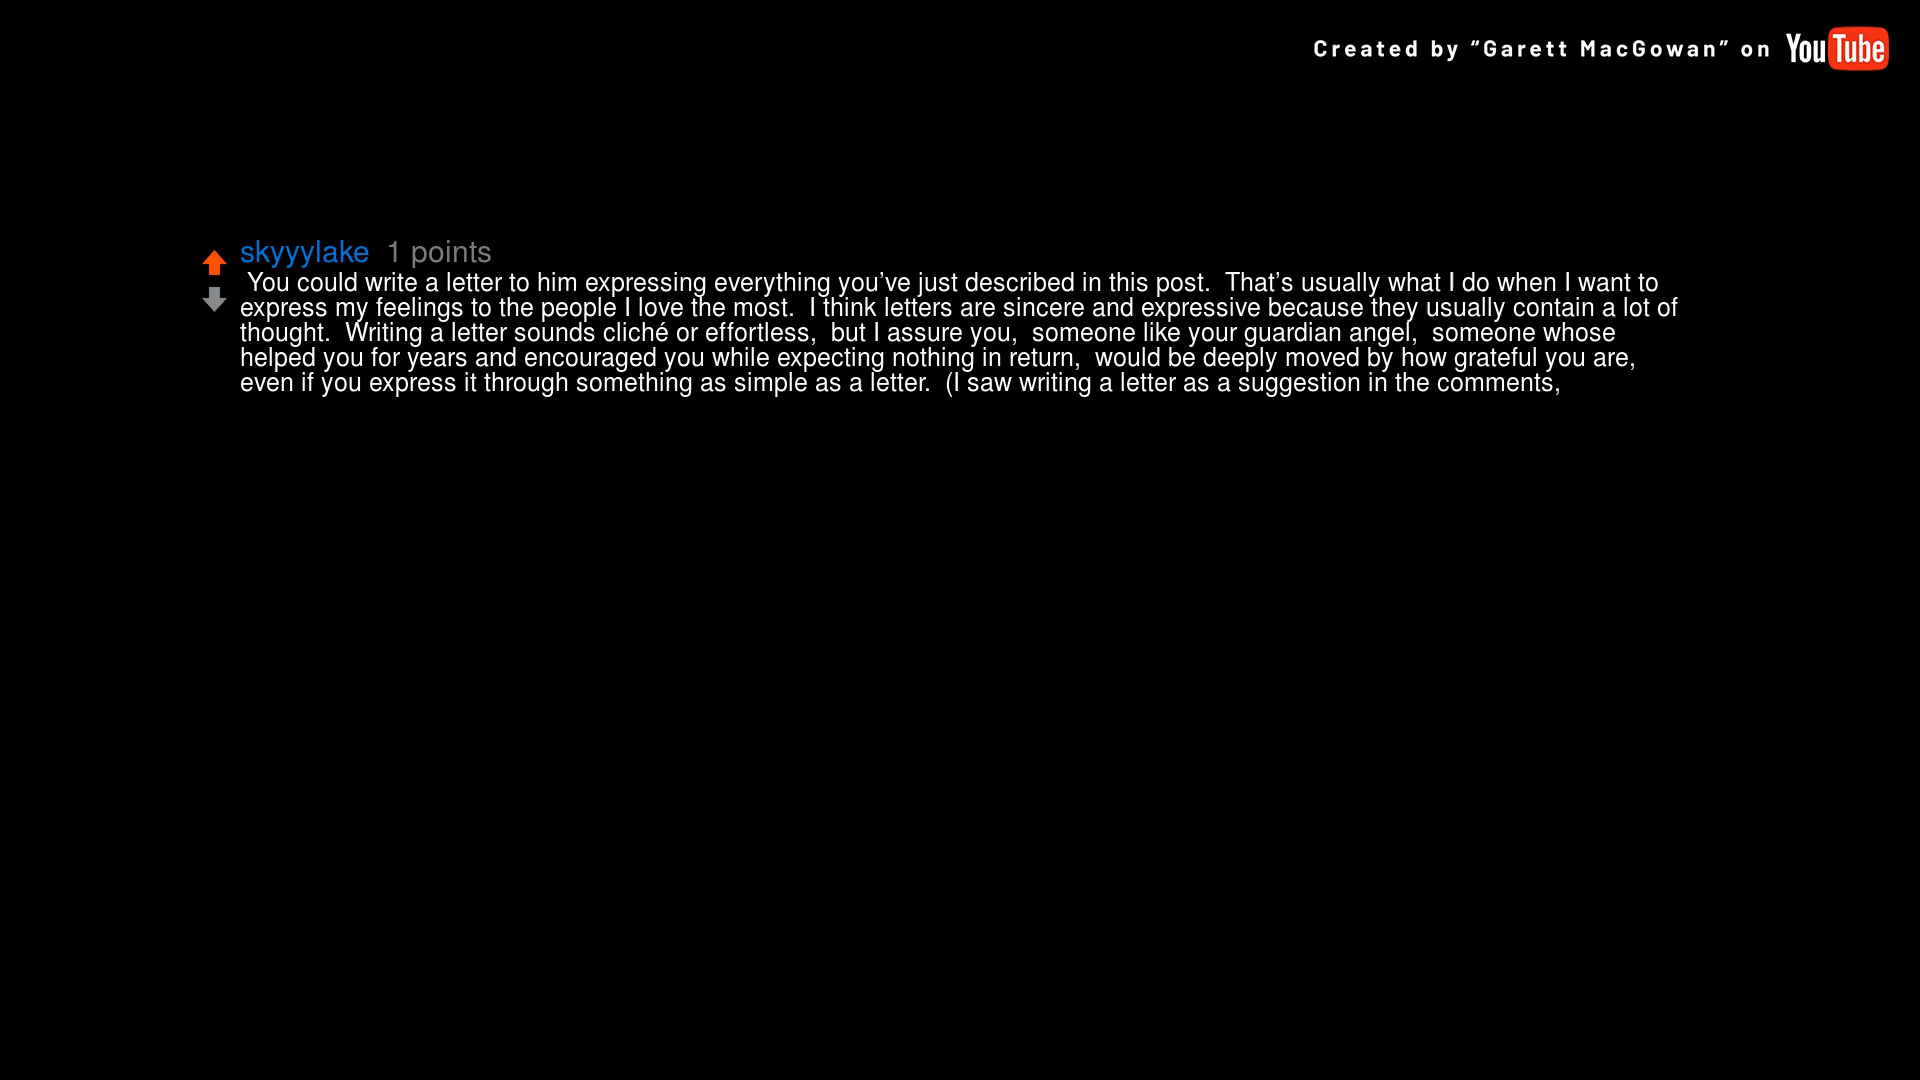 Created by “Garett MacGowan” on YouTube
skyyylake 1 points
You could write a letter to him expressing everything you’ve just described in this post. That’s usually what I do when I want to
express my feelings to the people I love the most. I think letters are sincere and expressive because they usually contain a lot of
thought. Writing a letter sounds cliché or effortless, but I assure you, someone like your guardian angel, someone whose
helped you for years and encouraged you while expecting nothing in return, would be deeply moved by how grateful you are,
even if you express it through something as simple as a letter. (I saw writing a letter as a suggestion in the comments,